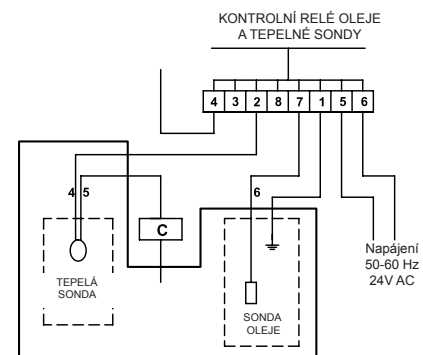 KONTROLNÍ RELÉ OLEJE
A TEPELNÉ SONDY
4 3 2 8 7 1 5 6
4 5
6
C
Napájení
50-60 Hz
24V AC
TEPELÁ
SONDA
SONDA
OLEJE